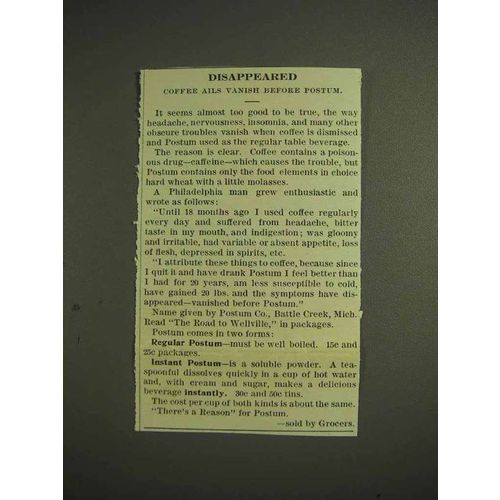 DISAPPEARED
COFFEE AILS VANISH BEFORE POSTUM.
It seems almost too good to be true, the way
headache, nervousness, insomnia, and many other
obscure troubles vanish when coffee is dismissed
and Postum used as the regular table beverage.
The reason is clear. Coffee contains a poison-
ous drug—caffeine—which causes the trouble, but
Postum contains only the food elements in choice
hard wheat with a little molasses.
A Philadelphia man grew enthusiastic and
wrote as follows:
"Until 18 months ago I used coffee regularly
every day and suffered from headache, bitter
taste in my mouth, and indigestion; was gloomy
and irritable, had variable or absent appetite, loss
of flesh, depressed in spirits, etc.
"I attribute these things to coffee, because since
I quit it and have drank Postum I feel better than
I had for 20 years, am less susceptible to cold,
have gained 20 lbs. and the symptoms have dis-
appeared—vanished before Postum."
Name given by Postum Co., Battle Creek, Mich.
Read "The Road to Wellville," in packages.
Postum comes in two forms:
Regular Postum—must be well boiled. 15c and
25c packages.
Instant Postum—is a soluble powder. A tea-
spoonful dissolves quickly in a cup of hot water
and, with cream and sugar, makes a delicious
beverage instantly. 30c and 50c tins.
The cost per cup of both kinds is about the same.
"There's a Reason" for Postum.
—sold by Grocers.